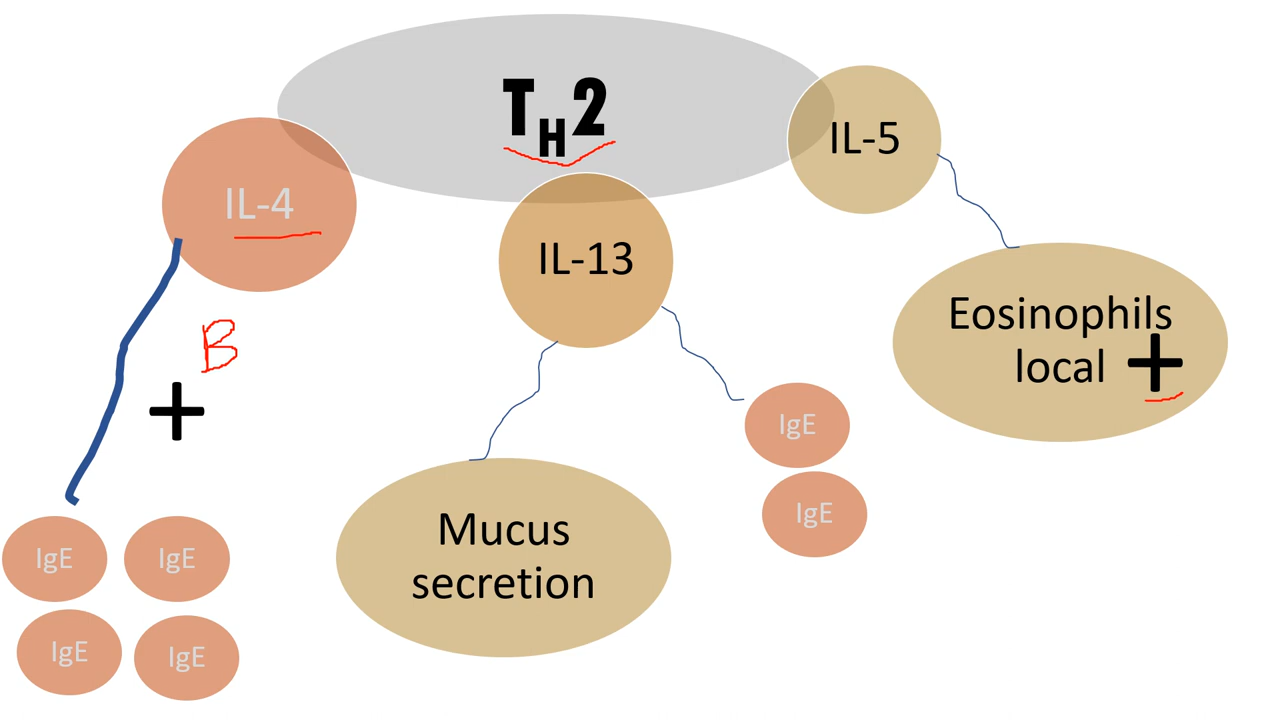 TH2
IL-4
IL-13
IL-5
B
+
Eosinophils
local +
Mucus
secretion
IgE
IgE
IgE
IgE
IgE
IgE